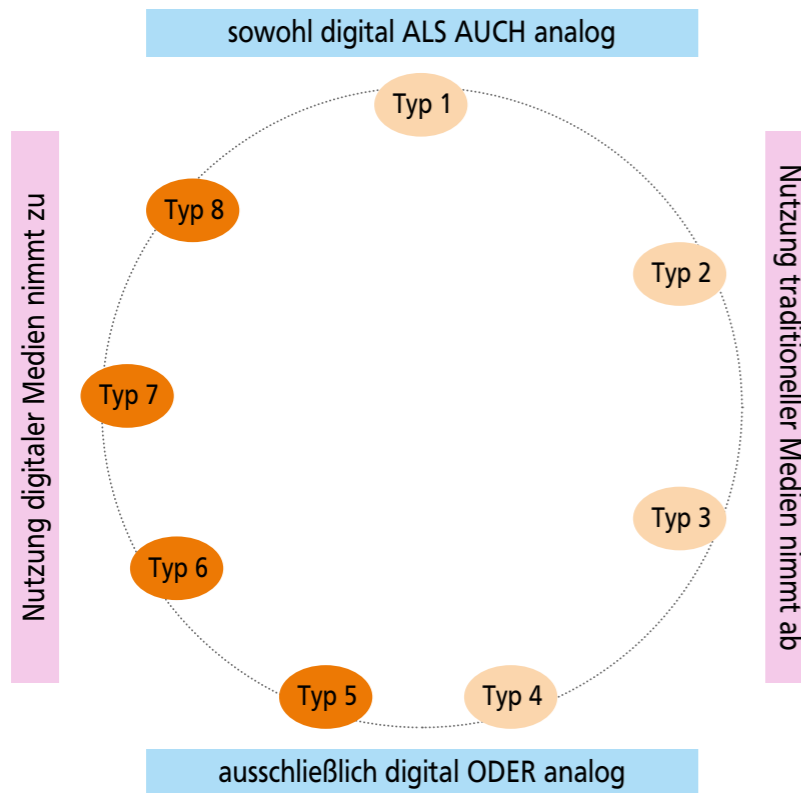 sowohl digital ALS AUCH analog
Typ 1
Typ 8
Typ 2
Nutzung digitaler Medien nimmt zu
Nutzung traditioneller Medien nimmt ab
Typ 7
Typ 3
Typ 6
Typ 5
Typ 4
ausschließlich digital ODER analog